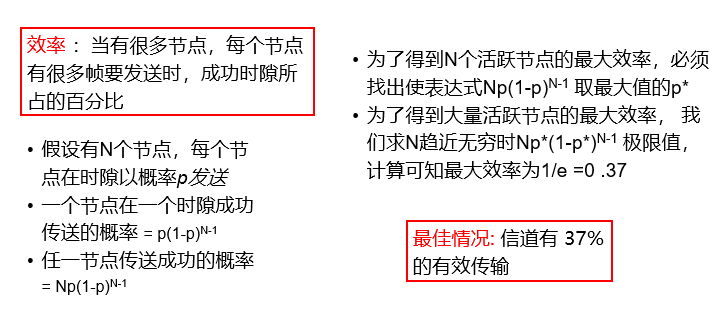 效率 ：当有很多节点，每个节点
有很多帧要发送时，成功时隙所
占的百分比
• 假设有N个节点，每个节
点在时隙以概率p发送
• 一个节点在一个时隙成功
传送的概率 = p(1-p)ᴺ⁻¹
• 任一节点传送成功的概率
= Np(1-p)ᴺ⁻¹
• 为了得到N个活跃节点的最大效率，必须
找出使表达式Np(1-p)ᴺ⁻¹ 取最大值的p*
• 为了得到大量活跃节点的最大效率， 我
们求N趋近无穷时Np*(1-p*)ᴺ⁻¹ 极限值，
计算可知最大效率为1/e =0 .37
最佳情况: 信道有 37%
的有效传输